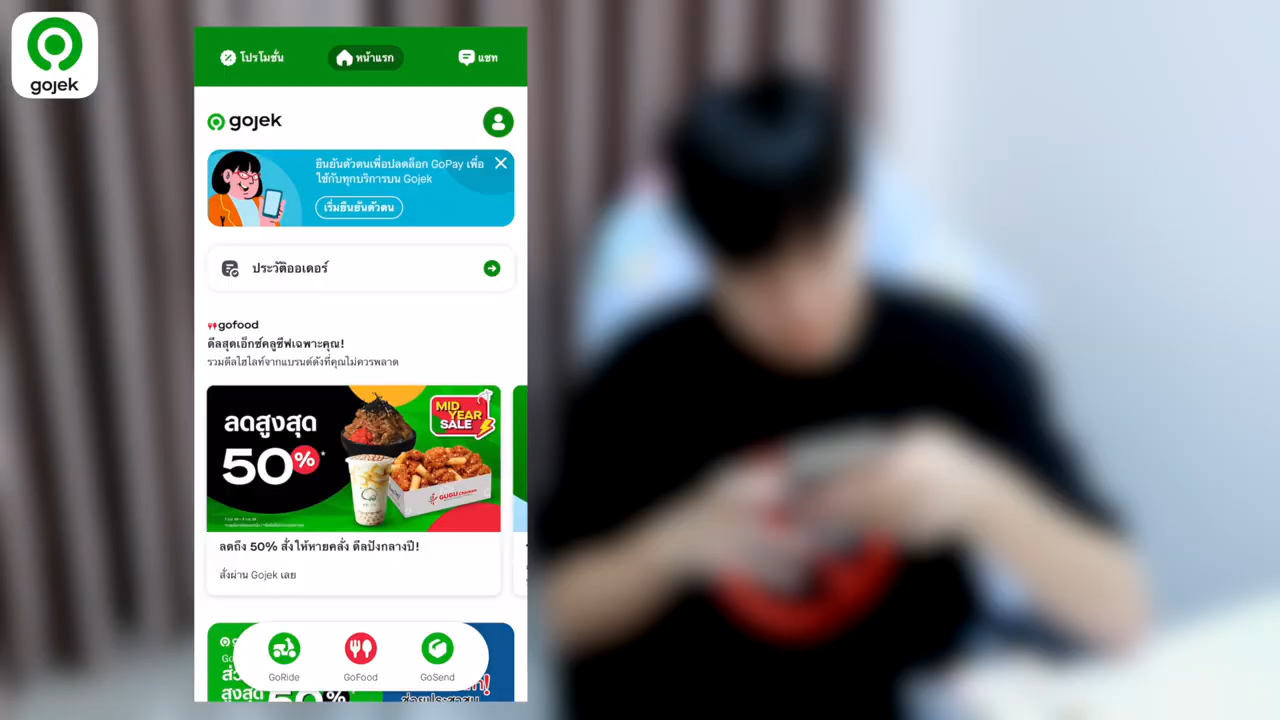 gojek
โปรโมชั่น
หน้าแรก
แชท
gojek
ยืนยันตัวตนเพื่อปลดล็อก GoPay เพื่อ
ใช้กับทุกบริการบน Gojek
เริ่มยืนยันตัวตน
ประวัติออเดอร์
gofood
ดีลสุดเอ็กซ์คลูซีฟเฉพาะคุณ!
รวมดีลไฮไลท์จากแบรนด์ดังที่คุณไม่ควรพลาด
ลดสูงสุด
50%*
MID
YEAR
SALE
GUGU Chicken
ลดถึง 50% สั่งให้หายคลั่ง ดีลปังกลางปี!
สั่งผ่าน Gojek เลย
สูงสุด
50%
GoRide
GoFood
GoSend